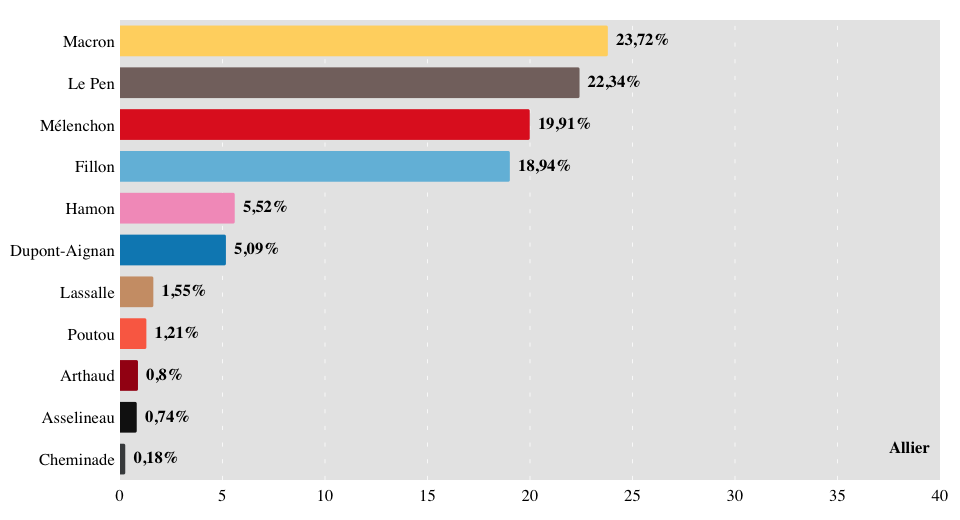 Macron 23,72%
Le Pen 22,34%
Mélenchon 19,91%
Fillon 18,94%
Hamon 5,52%
Dupont-Aignan 5,09%
Lassalle 1,55%
Poutou 1,21%
Arthaud 0,8%
Asselineau 0,74%
Allier
Cheminade 0,18%
0 5 10 15 20 25 30 35 40